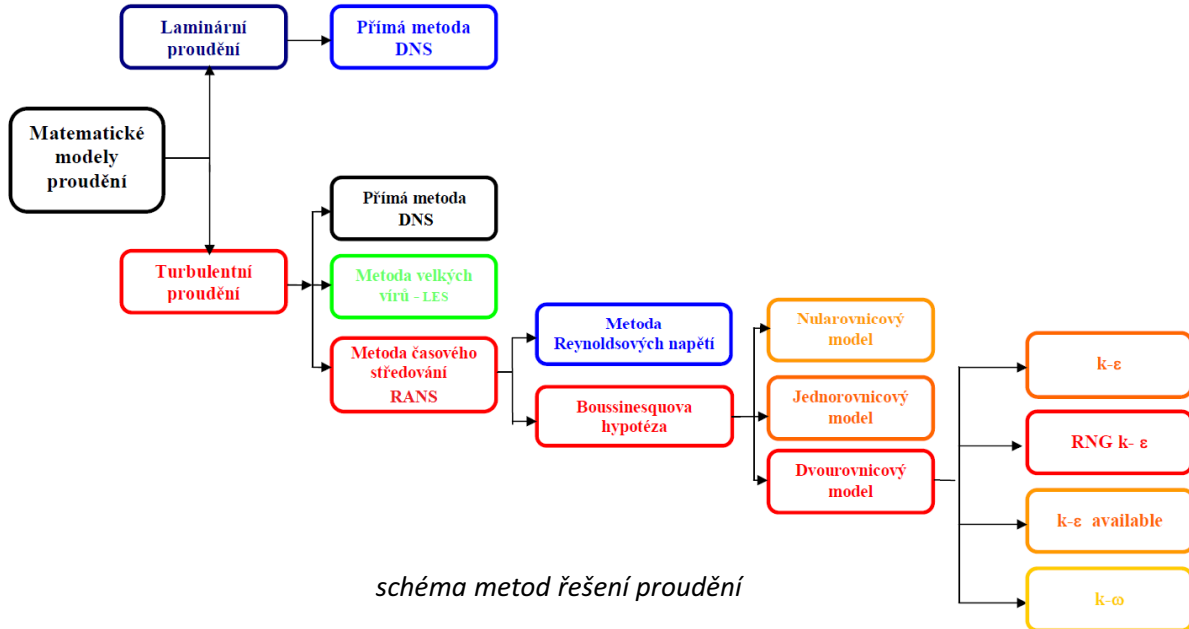 Laminární
proudění
Přímá metoda
DNS
Matematické
modely
proudění
Přímá metoda
DNS
Turbulentní
proudění
Metoda velkých
vírů - LES
Metoda časového
středování
RANS
Metoda
Reynoldsových napětí
Boussinesquova
hypotéza
Nularovnicový
model
Jednorovnicový
model
Dvourovnicový
model
k-ε
RNG k- ε
k-ε available
k-ω
schéma metod řešení proudění